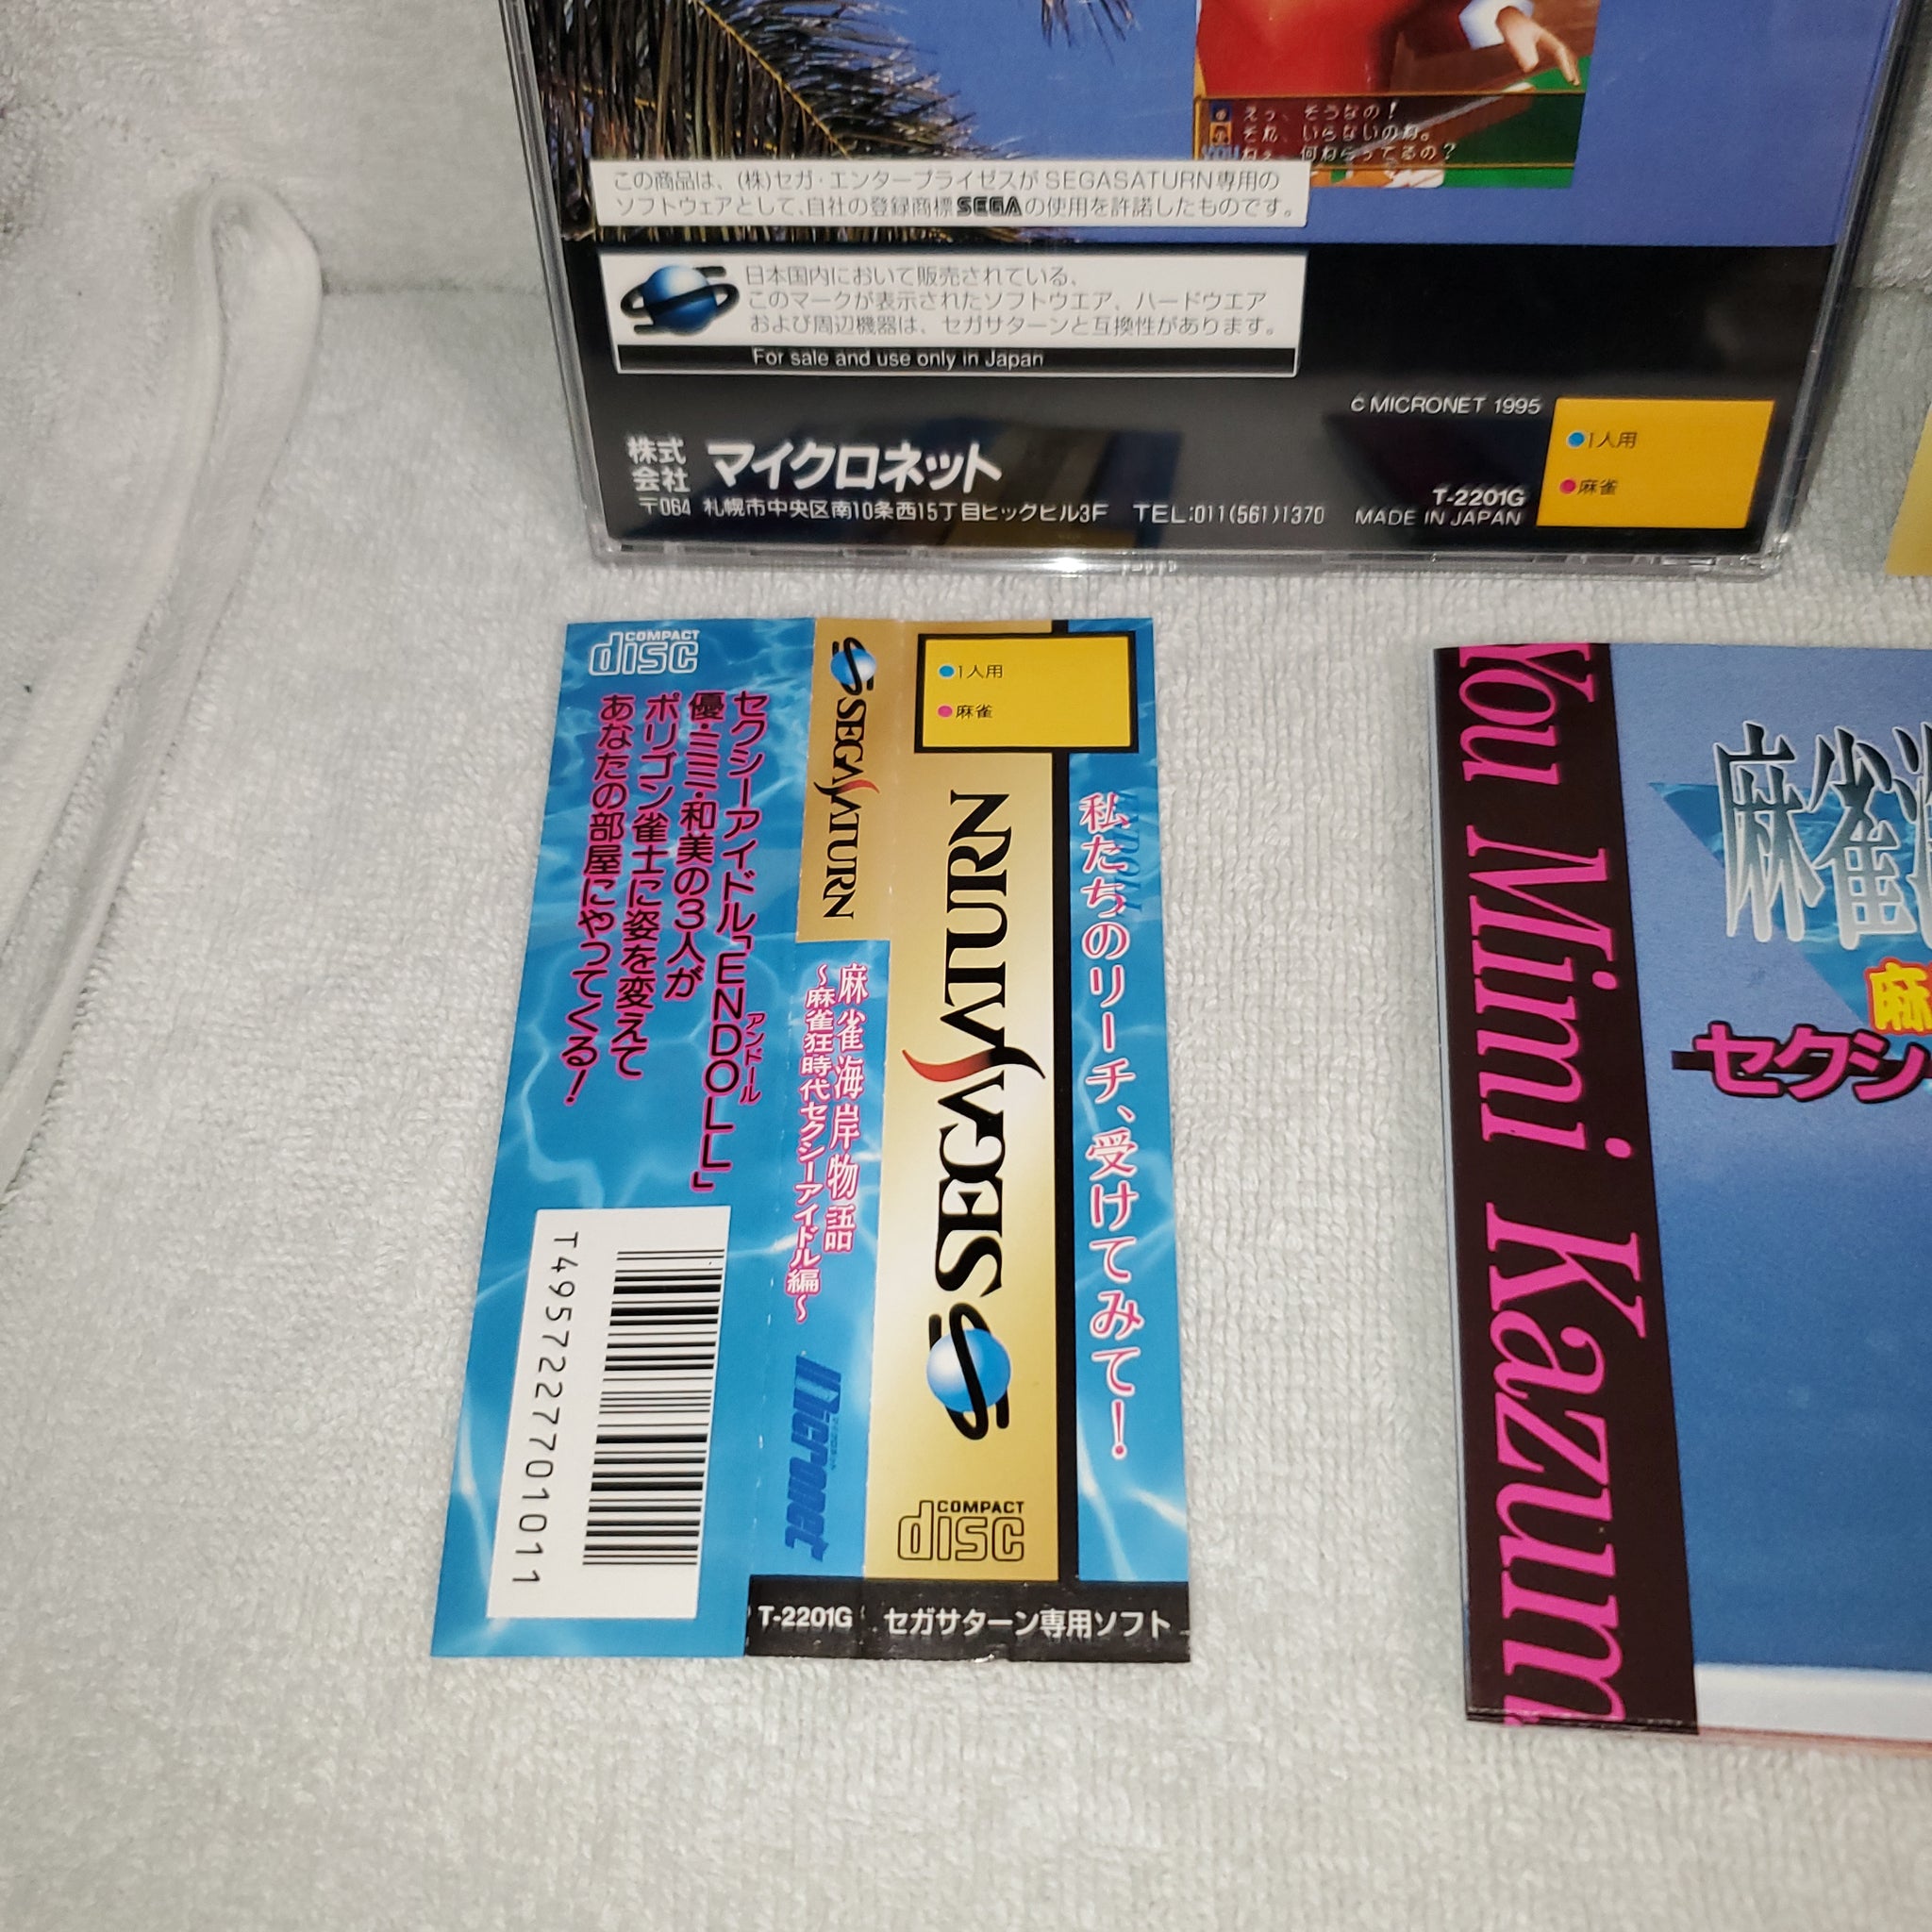 えっ、そうなの!
それ、いらないのね。
ねぇ、何ねらってるの?
この商品は、(株)セガ・エンタープライゼスがSEGASATURN専用の
ソフトウェアとして、自社の登録商標SEGAの使用を許諾したものです。
日本国内において販売されている、
このマークが表示されたソフトウエア、ハードウエア
および周辺機器は、セガサターンと互換性があります。
For sale and use only in Japan
© MICRONET 1995
1人用
麻雀
株式会社 マイクロネット
〒064 札幌市中央区南10条西15丁目ヒックヒル3F TEL:011(561)1370
T-2201G
MADE IN JAPAN
COMPACT disc
セクシーアイドル「ENDOLL」
アンドール
優・ミミ・和美の3人が
ポリゴン雀士に姿を変えて
あなたの部屋にやってくる!
T4957227701011
SEGA SATURN
麻雀海岸物語
〜麻雀狂時代セクシーアイドル編〜
Micronet
1人用
麻雀
SEGA SATURN
COMPACT disc
私たちのリーチ、受けてみて!
T-2201G
セガサターン専用ソフト
You Mimi Kazum
麻雀海
麻
セクシ